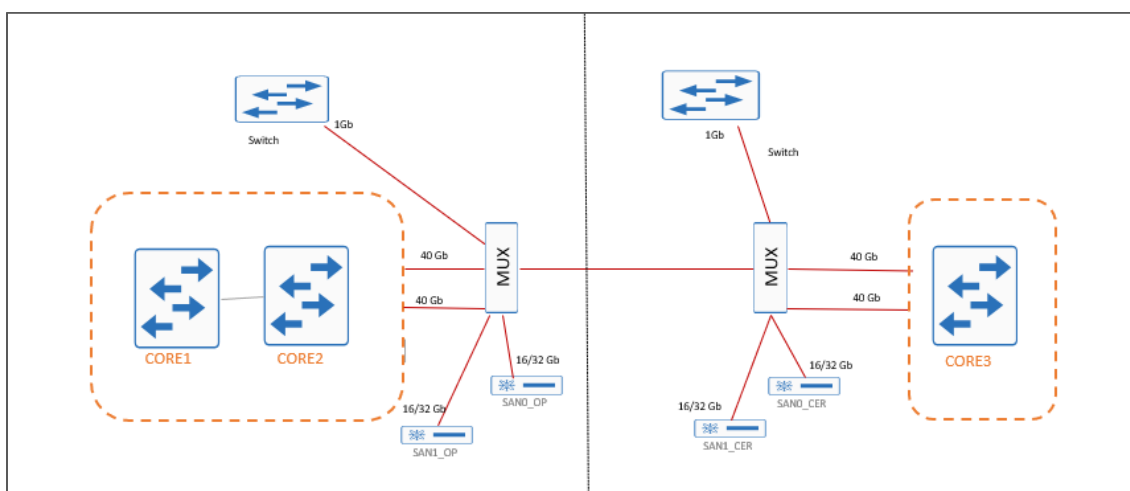 1Gb
Switch
MUX
40 Gb
40 Gb
CORE1
CORE2
16/32 Gb
SAN0_OP
16/32 Gb
SAN1_OP
1Gb
Switch
MUX
40 Gb
40 Gb
CORE3
16/32 Gb
SAN0_CER
16/32 Gb
SAN1_CER